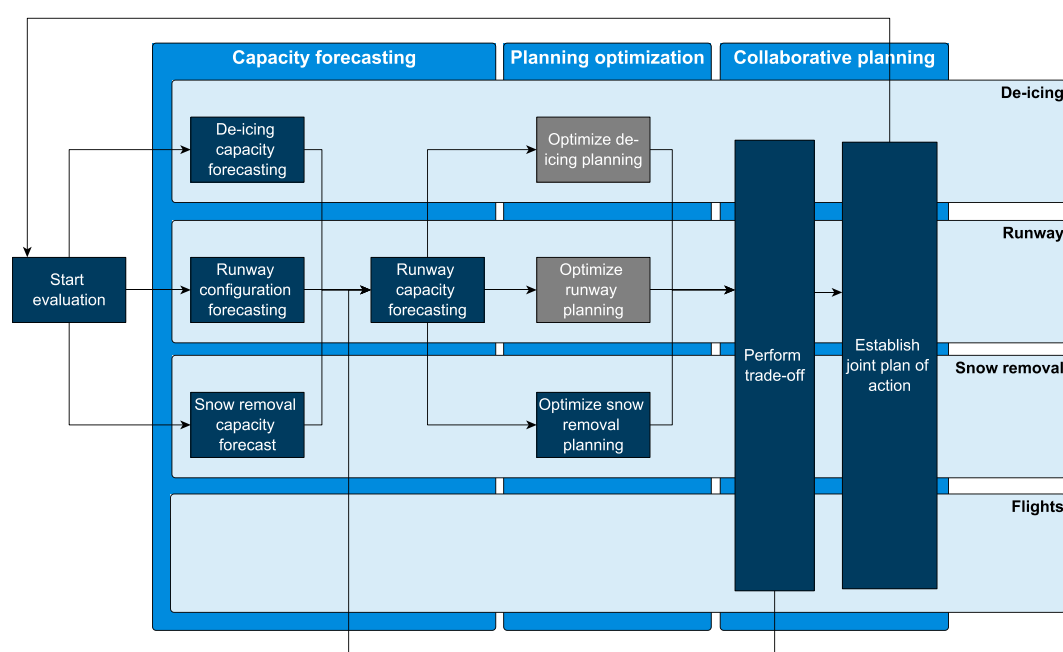 Capacity forecasting
Planning optimization
Collaborative planning
De-icing
De-icing
capacity
forecasting
Optimize de-
icing planning
Runway
Start
evaluation
Runway
configuration
forecasting
Runway
capacity
forecasting
Optimize
runway
planning
Perform
trade-off
Establish
joint plan of
action
Snow removal
Snow removal
capacity
forecast
Optimize snow
removal
planning
Flights